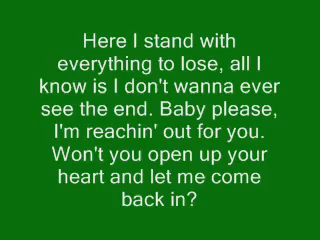 Here I stand with
everything to lose, all I
know is I don't wanna ever
see the end. Baby please,
I'm reachin' out for you.
Won't you open up your
heart and let me come
back in?